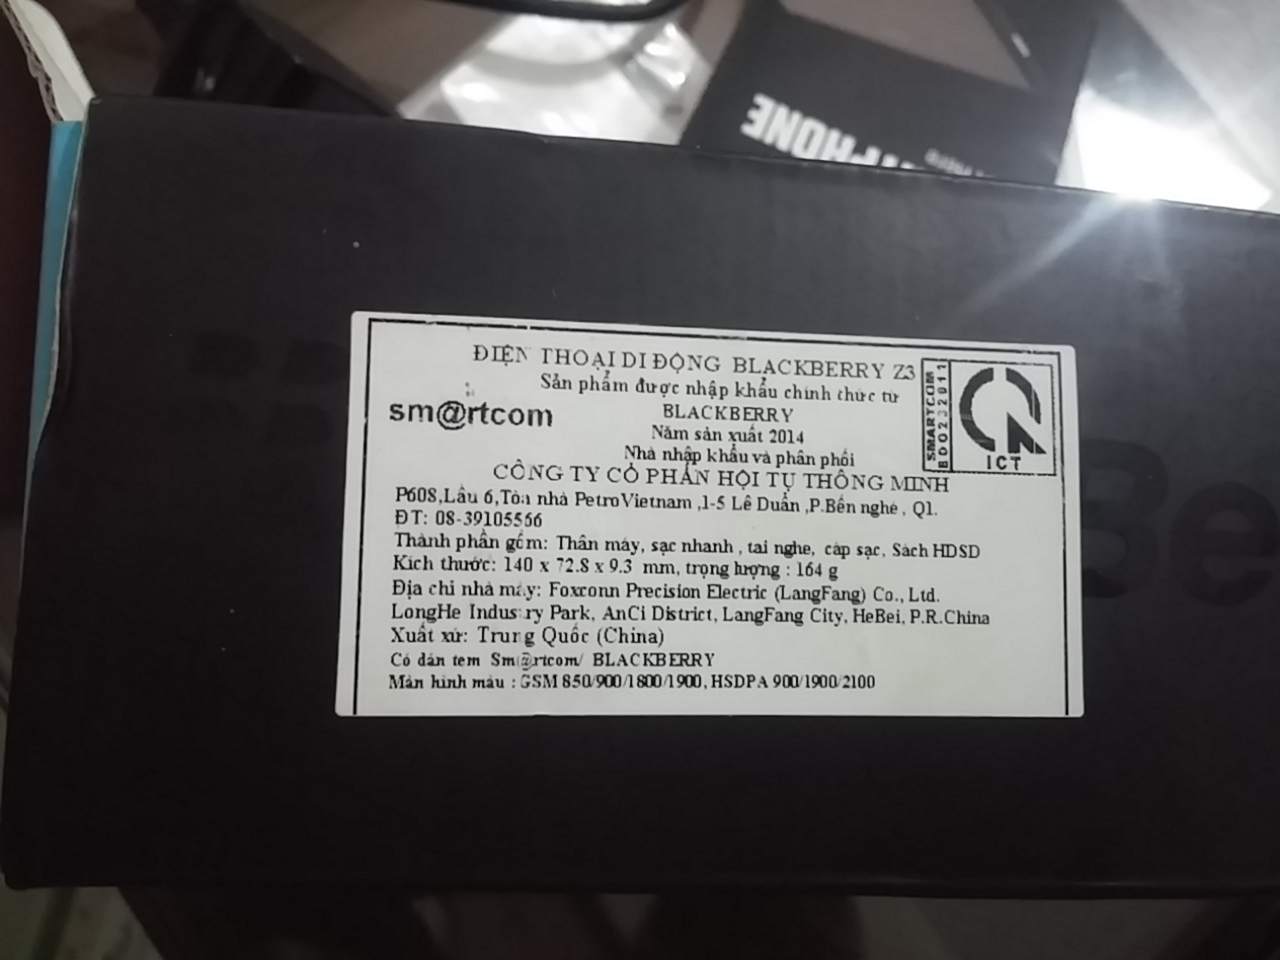 ĐIỆN THOẠI DI ĐỘNG BLACKBERRY Z3
Sản phẩm được nhập khẩu chính thức từ
BLACKBERRY
sm@rtcom
Năm sản xuất 2014
Nhà nhập khẩu và phân phối
SMARTCOM
BDO232011
ICT
CÔNG TY CỔ PHẦN HỘI TỤ THÔNG MINH
P608,Lầu 6,Tòa nhà PetroVietnam ,1-5 Lê Duẩn ,P.Bến nghé , Q1.
ĐT: 08-39105566
Thành phần gồm: Thân máy, sạc nhanh , tai nghe, cáp sạc, Sách HDSD
Kích thước: 140 x 72.8 x 9.3 mm, trọng lượng : 164 g
Địa chỉ nhà máy: Foxconn Precision Electric (LangFang) Co., Ltd.
LongHe Industry Park, AnCi District, LangFang City, HeBei, P.R.China
Xuất xứ: Trung Quốc (China)
Có dán tem Sm@rtcom/ BLACKBERRY
Màn hình màu : GSM 850/900/1800/1900, HSDPA 900/1900/2100